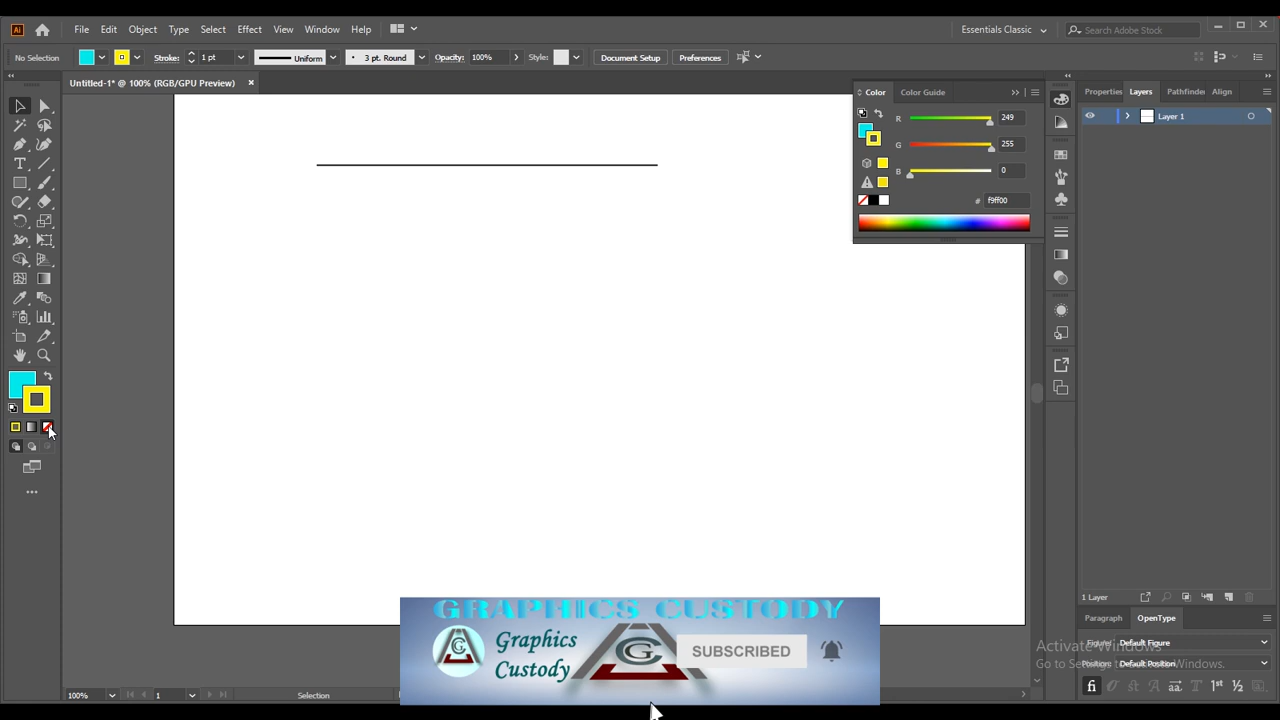 Ai File Edit Object Type Select Effect View Window Help Essentials Classic Search Adobe Stock
No Selection Stroke: 1 pt Uniform 3 pt. Round Opacity: 100% Style: Document Setup Preferences
Untitled-1* @ 100% (RGB/GPU Preview)
Color Color Guide
R 249
G 255
B 0
# f9ff00
Properties Layers Pathfinder Align
Layer 1
1 Layer
Paragraph OpenType
Figure: Default Figure
Position: Default Position
Activate Windows
Go to Settings to activate Windows.
GRAPHICS CUSTODY
Graphics
Custody
SUBSCRIBED
100% 1 Selection